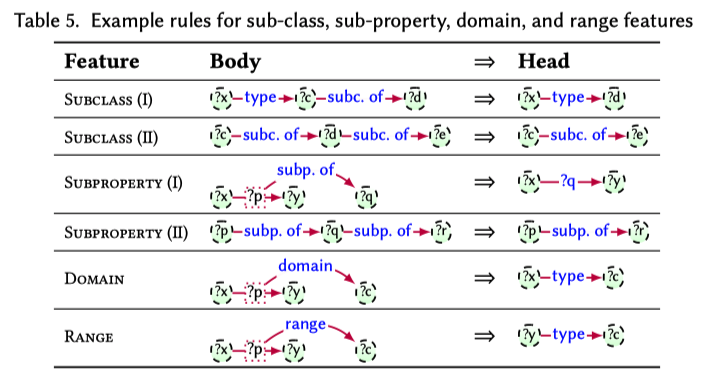 Table 5. Example rules for sub-class, sub-property, domain, and range features
Feature Body ⇒ Head
SUBCLASS (I) ?x type ?c subc. of ?d ⇒ ?x type ?d
SUBCLASS (II) ?c subc. of ?d subc. of ?e ⇒ ?c subc. of ?e
subp. of
SUBPROPERTY (I) ?x ?p ?y ?q ⇒ ?x ?q ?y
SUBPROPERTY (II) ?p subp. of ?q subp. of ?r ⇒ ?p subp. of ?r
domain
DOMAIN ?x ?p ?y ?c ⇒ ?x type ?c
range
RANGE ?x ?p ?y ?c ⇒ ?y type ?c